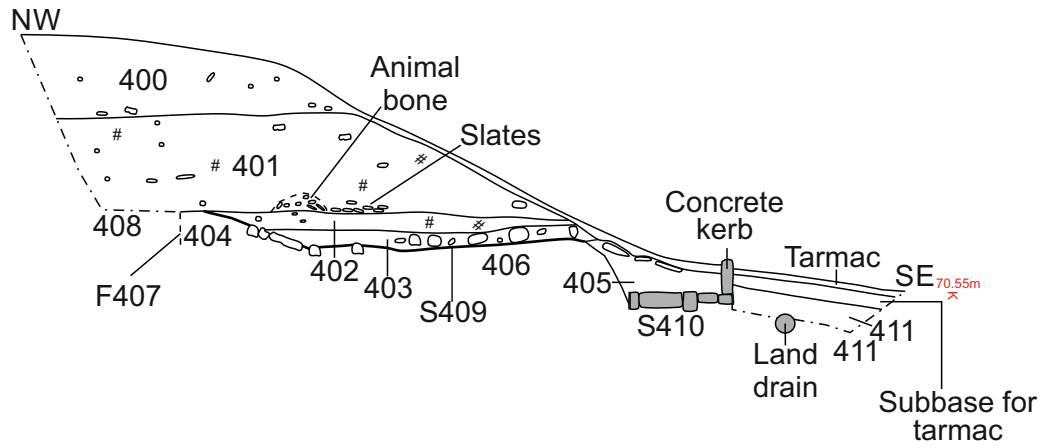 NW
400
Animal
bone
Slates
#
#
401
#
#
#
#
408
404
402
403
406
405
F407
S409
S410
Concrete
kerb
Tarmac
SE
70.55m
411
411
Land
drain
Subbase for
tarmac